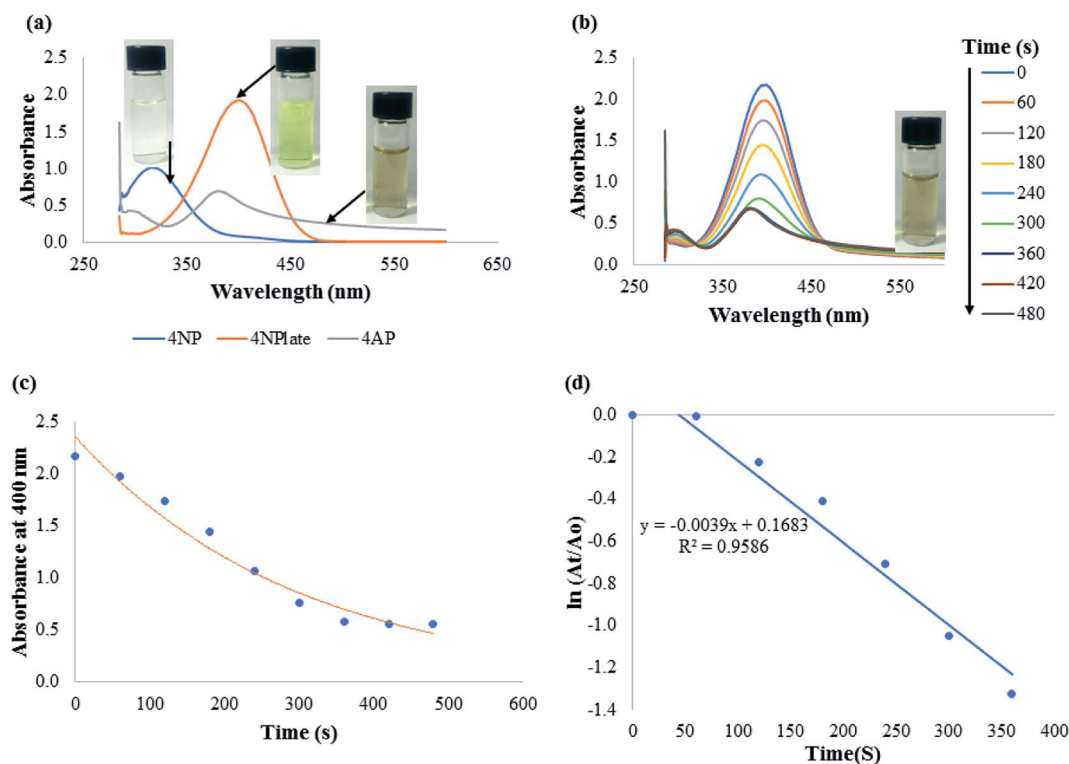 (a)
2.5
2.0
1.5
1.0
0.5
0.0
Absorbance
250 350 450 550 650
Wavelength (nm)
4NP 4NPlate 4AP
(b)
2.5
2.0
1.5
1.0
0.5
0.0
Absorbance
250 350 450 550
Wavelength (nm)
Time (s)
0
60
120
180
240
300
360
420
480
(c)
2.5
2.0
1.5
1.0
0.5
0.0
Absorbance at 400 nm
0 100 200 300 400 500 600
Time (s)
(d)
0.0
-0.2
-0.4
-0.6
-0.8
-1.0
-1.2
-1.4
ln (At/Ao)
0 50 100 150 200 250 300 350 400
Time(S)
y = -0.0039x + 0.1683
R² = 0.9586